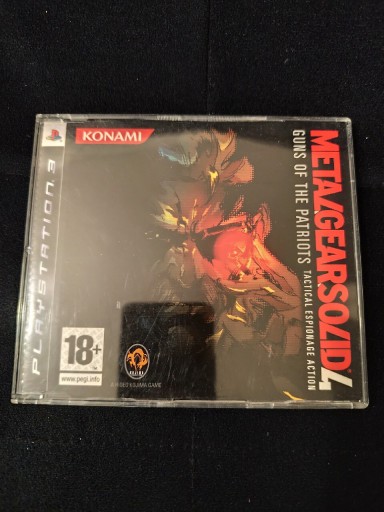 PLAYSTATION 3
KONAMI
METAL GEAR SOLID 4
GUNS OF THE PATRIOTS
TACTICAL ESPIONAGE ACTION
18+
www.pegi.info
A HIDEO KOJIMA GAME